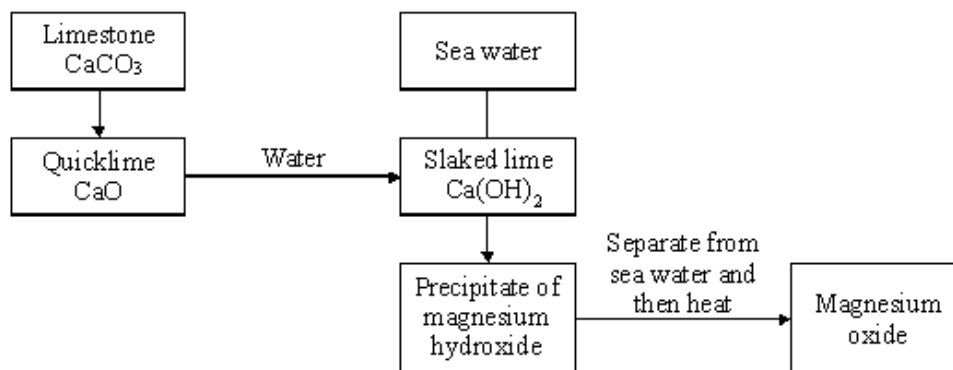 Limestone
CaCO₃
Sea water
Quicklime
CaO
Water
Slaked lime
Ca(OH)₂
Precipitate of
magnesium
hydroxide
Separate from
sea water and
then heat
Magnesium
oxide